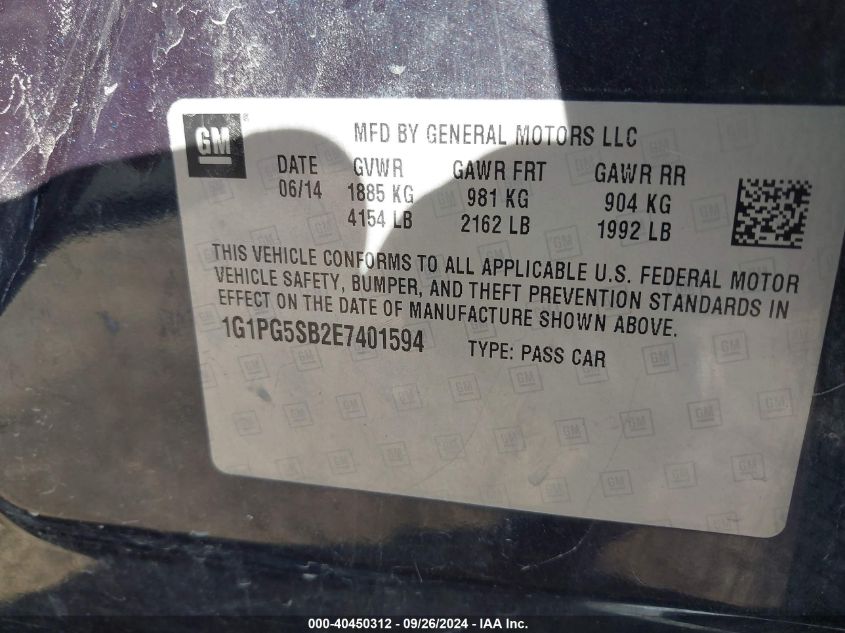 GM
MFD BY GENERAL MOTORS LLC
DATE GVWR GAWR FRT GAWR RR
06/14 1885 KG 981 KG 904 KG
4154 LB 2162 LB 1992 LB
THIS VEHICLE CONFORMS TO ALL APPLICABLE U.S. FEDERAL MOTOR
VEHICLE SAFETY, BUMPER, AND THEFT PREVENTION STANDARDS IN
EFFECT ON THE DATE OF MANUFACTURE SHOWN ABOVE.
1G1PG5SB2E7401594 TYPE: PASS CAR
000-40450312 - 09/26/2024 - IAA Inc.